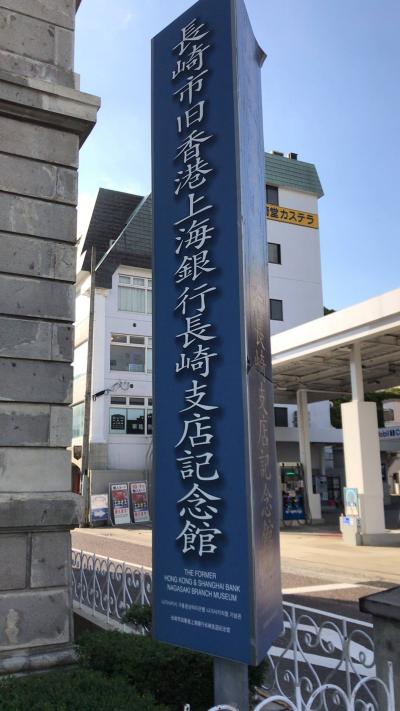 長崎市旧香港上海銀行長崎支店記念館
THE FORMER
HONG KONG & SHANGHAI BANK
NAGASAKI BRANCH MUSEUM
堂カステラ